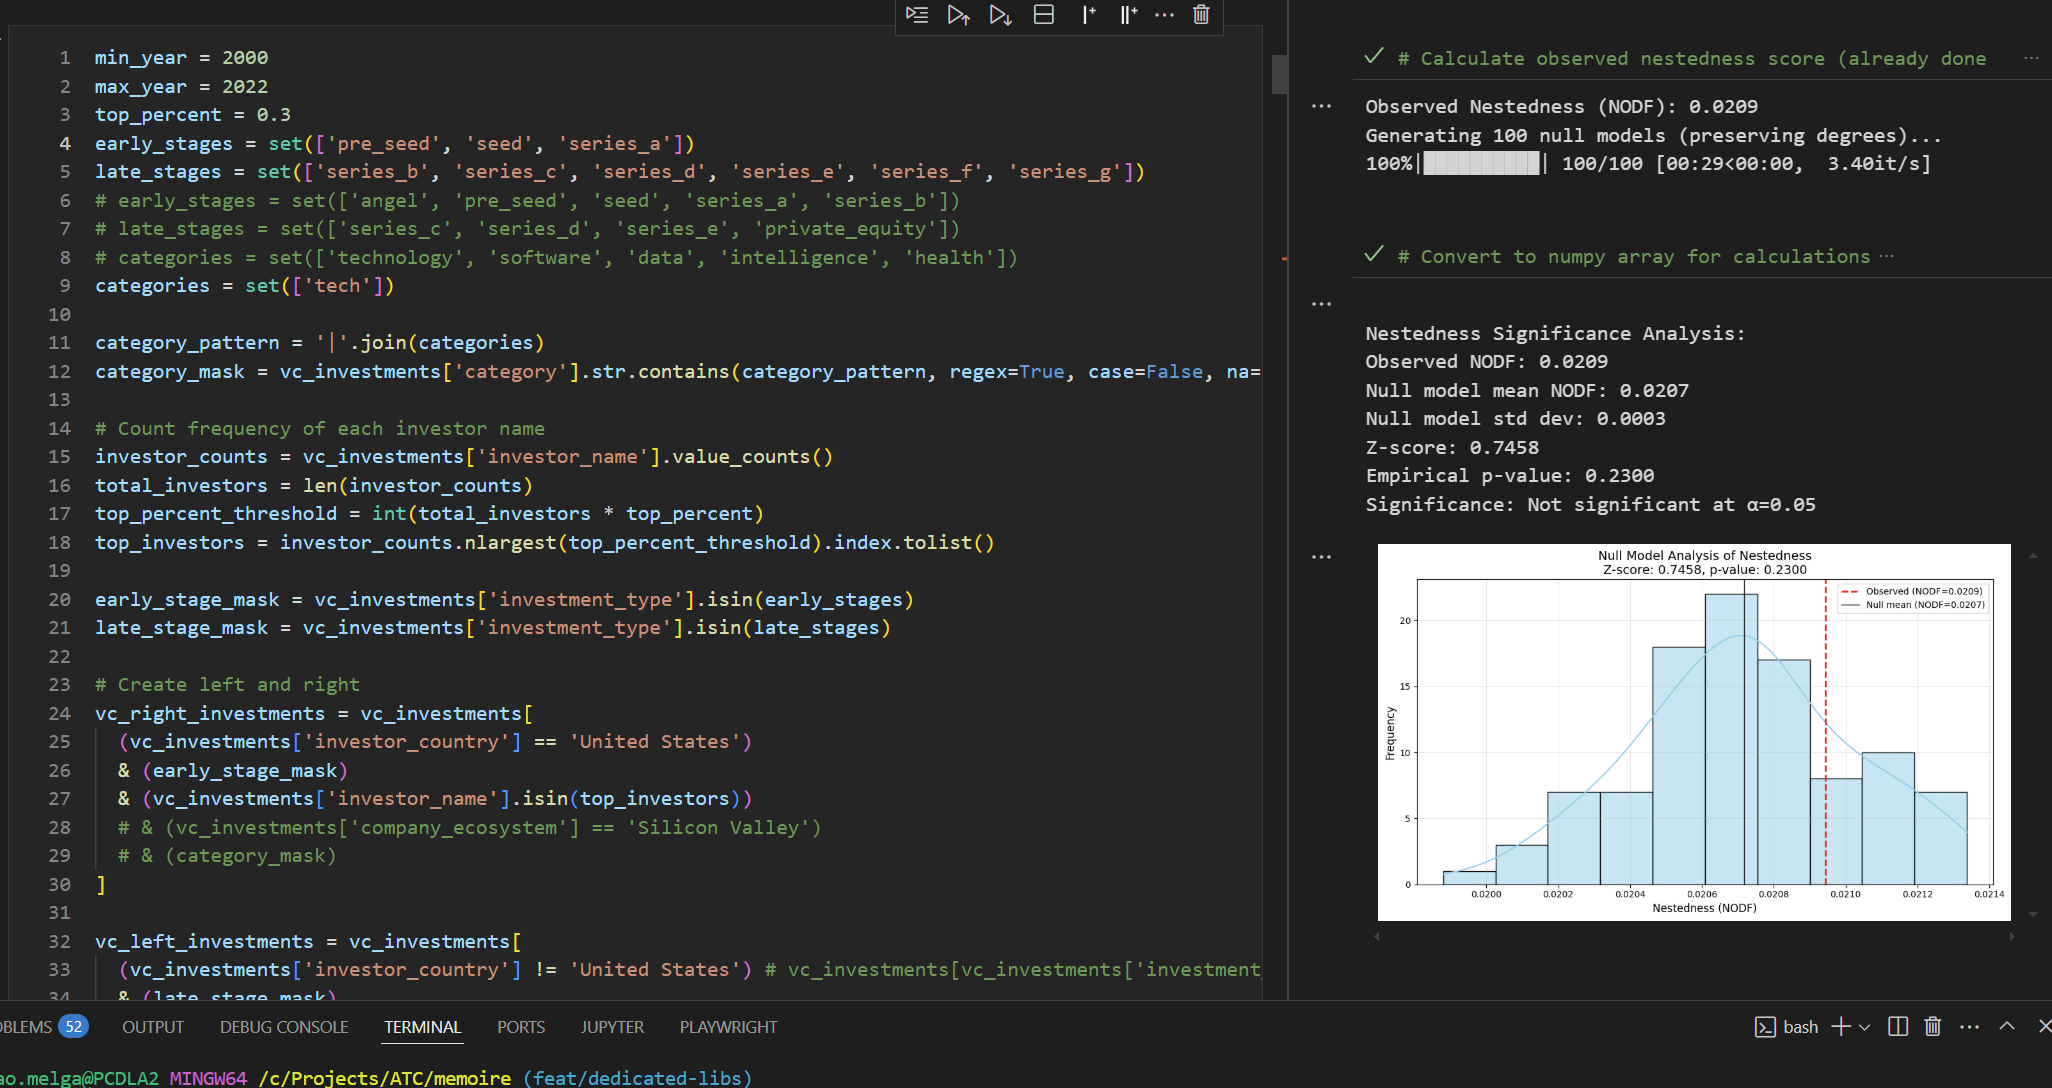 1 min_year = 2000
2 max_year = 2022
3 top_percent = 0.3
4 early_stages = set(['pre_seed', 'seed', 'series_a'])
5 late_stages = set(['series_b', 'series_c', 'series_d', 'series_e', 'series_f', 'series_g'])
6 # early_stages = set(['angel', 'pre_seed', 'seed', 'series_a', 'series_b'])
7 # late_stages = set(['series_c', 'series_d', 'series_e', 'private_equity'])
8 # categories = set(['technology', 'software', 'data', 'intelligence', 'health'])
9 categories = set(['tech'])
10
11 category_pattern = '|'.join(categories)
12 category_mask = vc_investments['category'].str.contains(category_pattern, regex=True, case=False, na=
13
14 # Count frequency of each investor name
15 investor_counts = vc_investments['investor_name'].value_counts()
16 total_investors = len(investor_counts)
17 top_percent_threshold = int(total_investors * top_percent)
18 top_investors = investor_counts.nlargest(top_percent_threshold).index.tolist()
19
20 early_stage_mask = vc_investments['investment_type'].isin(early_stages)
21 late_stage_mask = vc_investments['investment_type'].isin(late_stages)
22
23 # Create left and right
24 vc_right_investments = vc_investments[
25 (vc_investments['investor_country'] == 'United States')
26 & (early_stage_mask)
27 & (vc_investments['investor_name'].isin(top_investors))
28 # & (vc_investments['company_ecosystem'] == 'Silicon Valley')
29 # & (category_mask)
30 ]
31
32 vc_left_investments = vc_investments[
33 (vc_investments['investor_country'] != 'United States') # vc_investments[vc_investments['investment_
34 & (late_stage_mask)
# Calculate observed nestedness score (already done ...
Observed Nestedness (NODF): 0.0209
Generating 100 null models (preserving degrees)...
100%|██████████| 100/100 [00:29<00:00, 3.40it/s]
# Convert to numpy array for calculations ...
Nestedness Significance Analysis:
Observed NODF: 0.0209
Null model mean NODF: 0.0207
Null model std dev: 0.0003
Z-score: 0.7458
Empirical p-value: 0.2300
Significance: Not significant at α=0.05
Null Model Analysis of Nestedness
Z-score: 0.7458, p-value: 0.2300
Observed (NODF=0.0209)
Null mean (NODF=0.0207)
Frequency
20
15
10
5
0
0.0200 0.0202 0.0204 0.0206 0.0208 0.0210 0.0212 0.0214
Nestedness (NODF)
OBLEMS 52 OUTPUT DEBUG CONSOLE TERMINAL PORTS JUPYTER PLAYWRIGHT bash
ao.melga@PCDLA2 MINGW64 /c/Projects/ATC/memoire (feat/dedicated-libs)